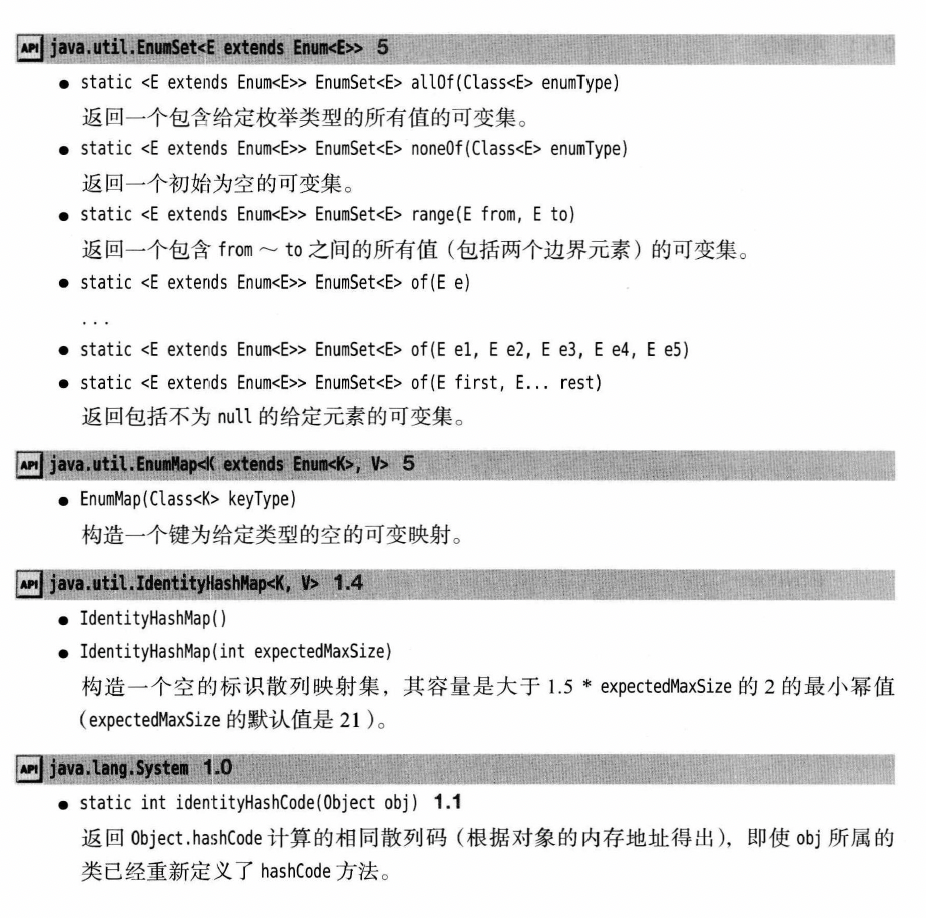 API java.util.EnumSet<E extends Enum<E>> 5
● static <E extends Enum<E>> EnumSet<E> allOf(Class<E> enumType)
返回一个包含给定枚举类型的所有值的可变集。
● static <E extends Enum<E>> EnumSet<E> noneOf(Class<E> enumType)
返回一个初始为空的可变集。
● static <E extends Enum<E>> EnumSet<E> range(E from, E to)
返回一个包含 from ～ to 之间的所有值（包括两个边界元素）的可变集。
● static <E extends Enum<E>> EnumSet<E> of(E e)
...
● static <E extends Enum<E>> EnumSet<E> of(E e1, E e2, E e3, E e4, E e5)
● static <E extends Enum<E>> EnumSet<E> of(E first, E... rest)
返回包括不为 null 的给定元素的可变集。
API java.util.EnumMap<K extends Enum<K>, V> 5
● EnumMap(Class<K> keyType)
构造一个键为给定类型的空的可变映射。
API java.util.IdentityHashMap<K, V> 1.4
● IdentityHashMap()
● IdentityHashMap(int expectedMaxSize)
构造一个空的标识散列映射集，其容量是大于 1.5 * expectedMaxSize 的 2 的最小幂值
（expectedMaxSize 的默认值是 21）。
API java.lang.System 1.0
● static int identityHashCode(Object obj) 1.1
返回 Object.hashCode 计算的相同散列码（根据对象的内存地址得出），即使 obj 所属的
类已经重新定义了 hashCode 方法。